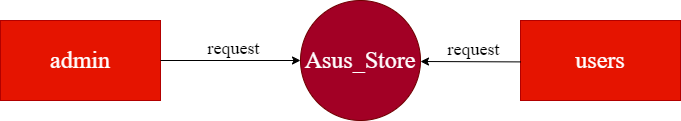 admin
request
Asus_Store
request
users